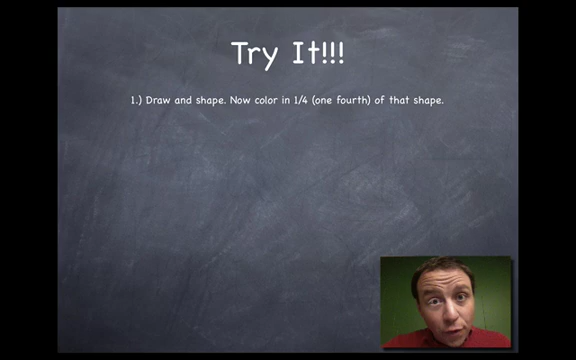 Try It!!!
1.) Draw and shape. Now color in 1/4 (one fourth) of that shape.